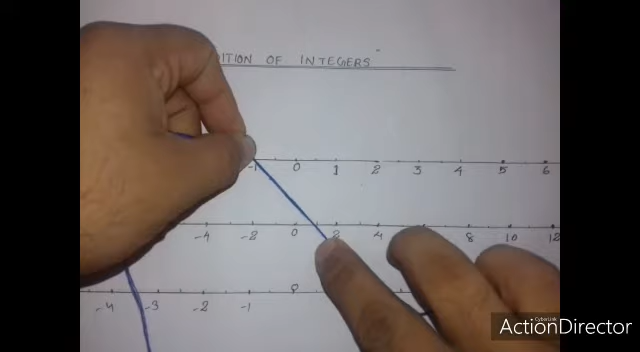 ITION OF INTEGERS
-1 0 1 2 3 4 5 6
-4 -2 0 2 4 8 10 12
-4 -3 -2 -1 0
CyberLink
ActionDirector